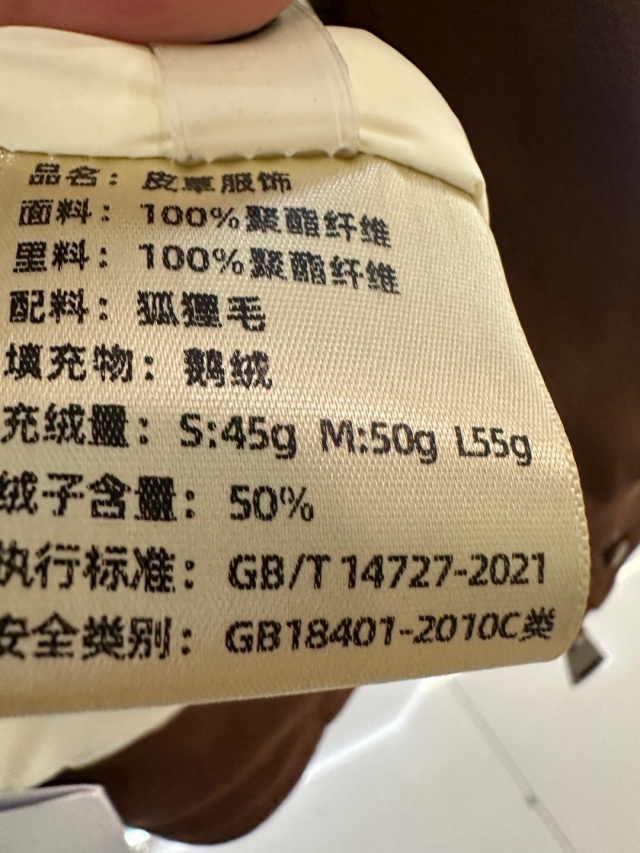 品名：皮草服饰
面料：100%聚酯纤维
里料：100%聚酯纤维
配料：狐狸毛
填充物：鹅绒
充绒量：S:45g M:50g L55g
绒子含量：50%
执行标准：GB/T 14727-2021
安全类别：GB18401-2010C类